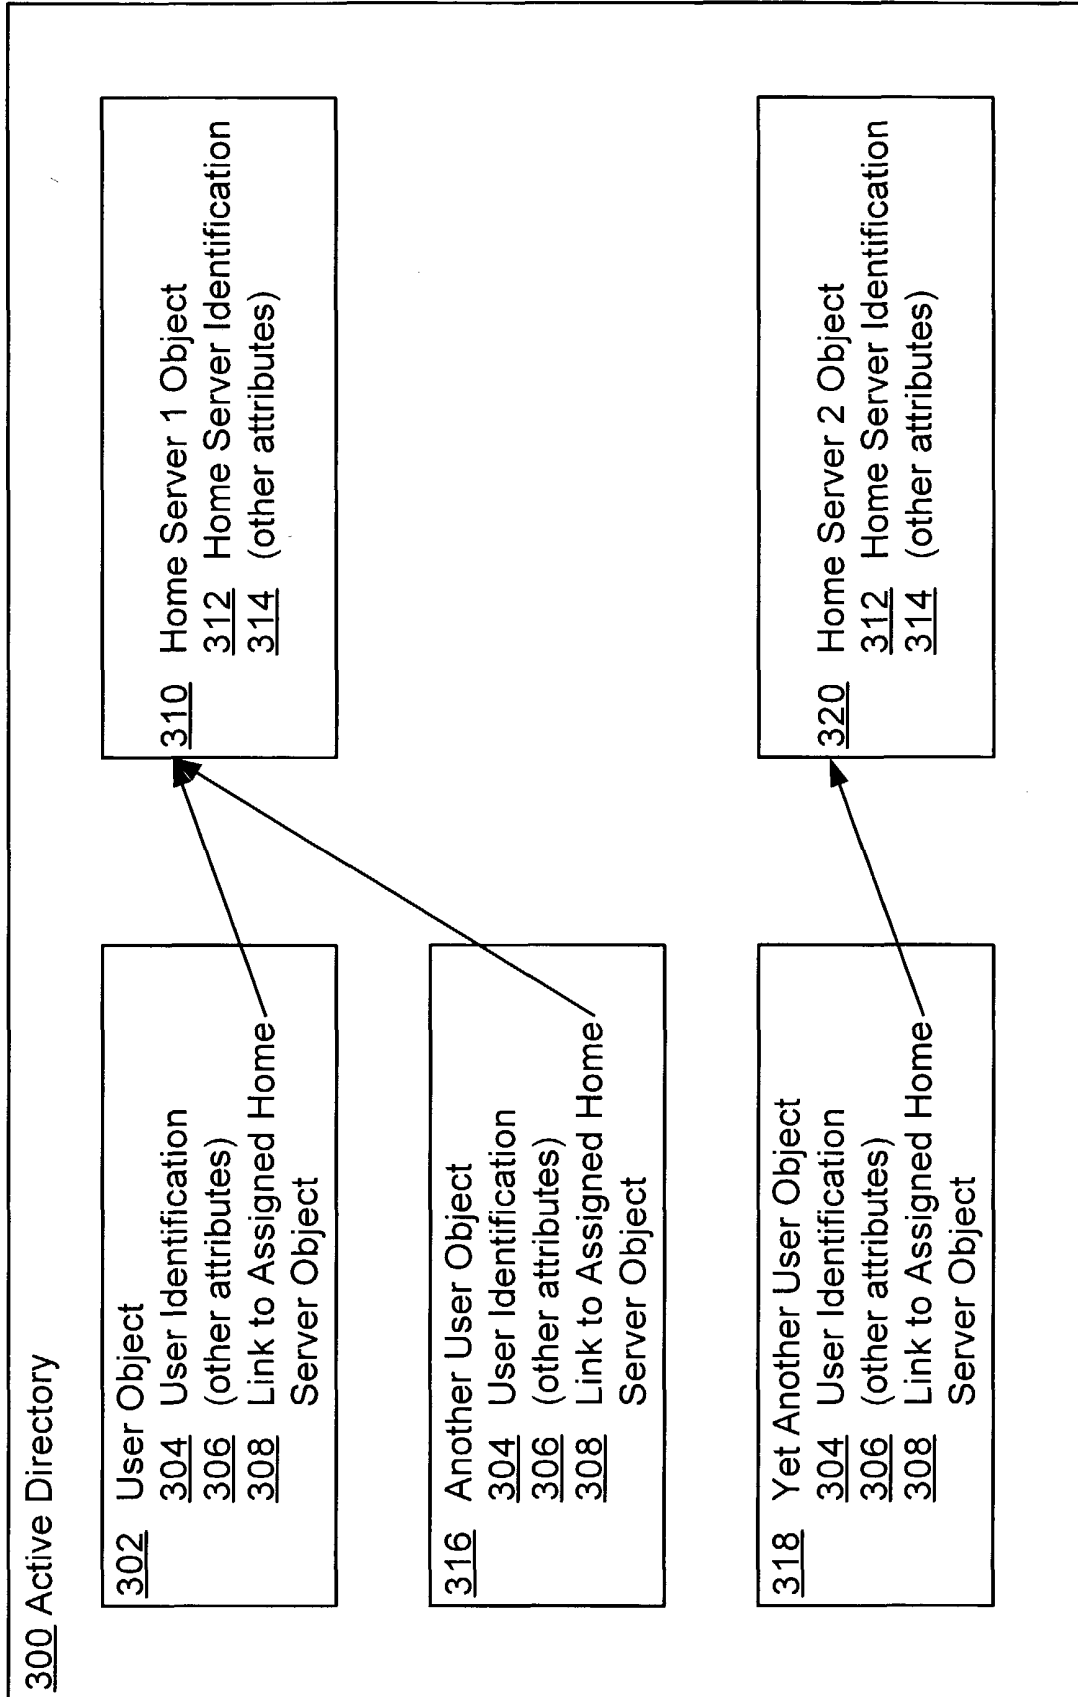 300 Active Directory
302 User Object
304 User Identification
306 (other attributes)
308 Link to Assigned Home
Server Object
316 Another User Object
304 User Identification
306 (other attributes)
308 Link to Assigned Home
Server Object
318 Yet Another User Object
304 User Identification
306 (other attributes)
308 Link to Assigned Home
Server Object
310 Home Server 1 Object
312 Home Server Identification
314 (other attributes)
320 Home Server 2 Object
312 Home Server Identification
314 (other attributes)